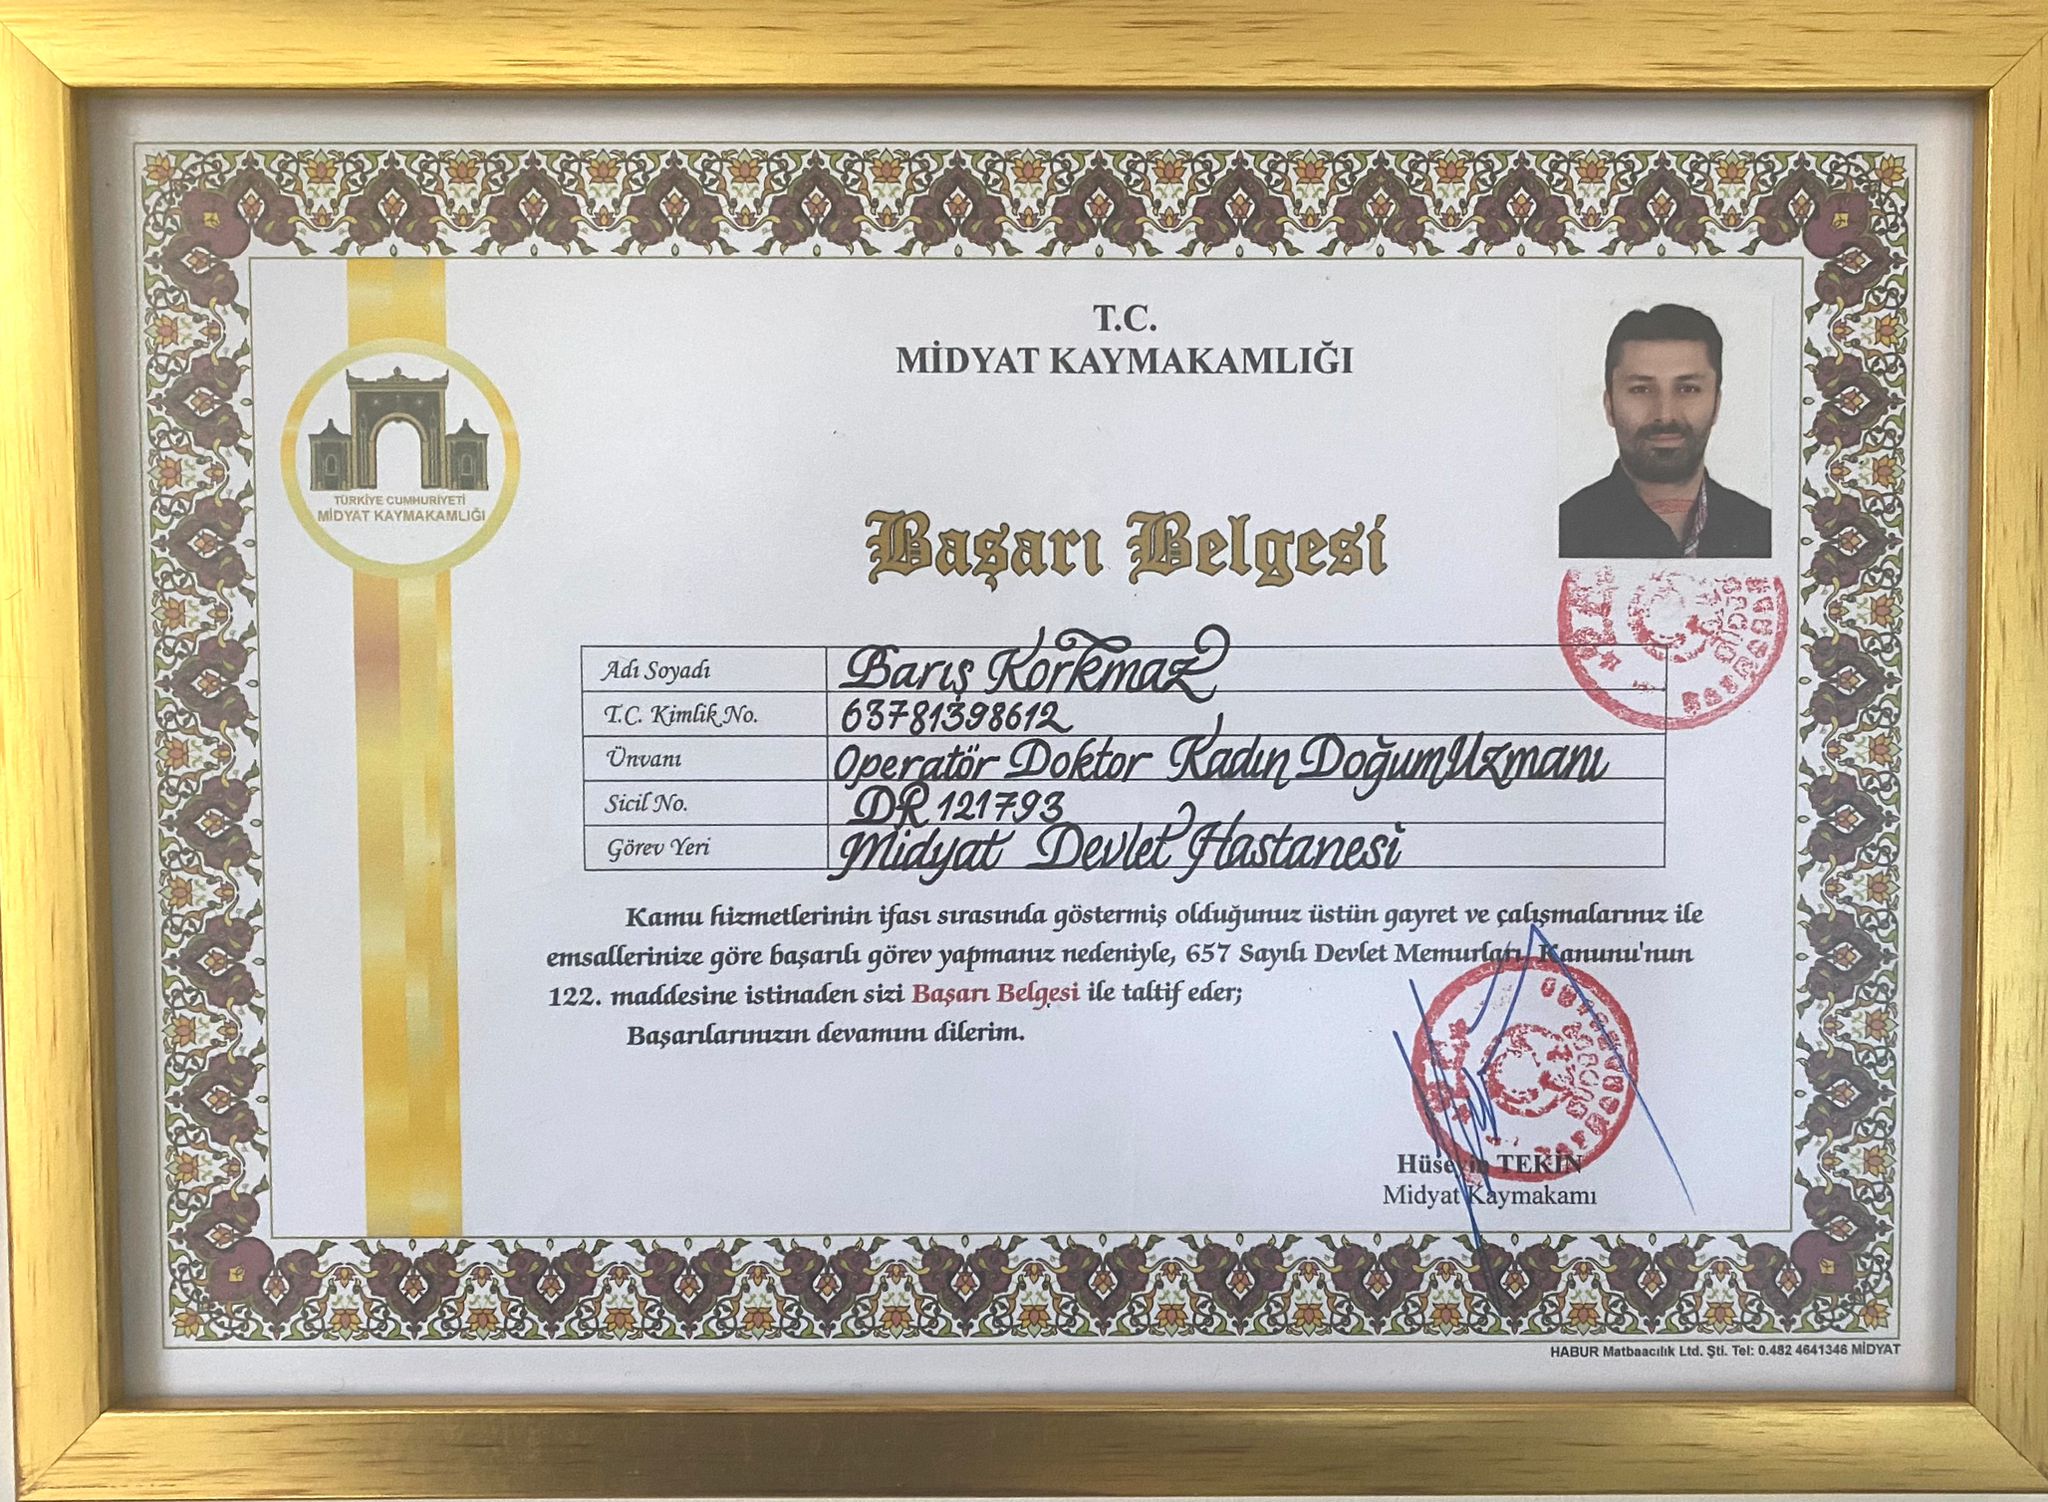 T.C.
MİDYAT KAYMAKAMLIĞI
TÜRKİYE CUMHURİYETİ
MİDYAT KAYMAKAMLIĞI
Başarı Belgesi
Adı Soyadı Barış Korkmaz
T.C. Kimlik No. 63781398612
Ünvanı Operatör Doktor Kadın Doğum Uzmanı
Sicil No. DR 121793
Görev Yeri Midyat Devlet Hastanesi
Kamu hizmetlerinin ifası sırasında göstermiş olduğunuz üstün gayret ve çalışmalarınız ile
emsallerinize göre başarılı görev yapmanız nedeniyle, 657 Sayılı Devlet Memurları Kanunu'nun
122. maddesine istinaden sizi Başarı Belgesi ile taltif eder;
Başarılarınızın devamını dilerim.
Hüseyin TEKİN
Midyat Kaymakamı
HABUR Matbaacılık Ltd. Şti. Tel: 0.482 4641346 MİDYAT